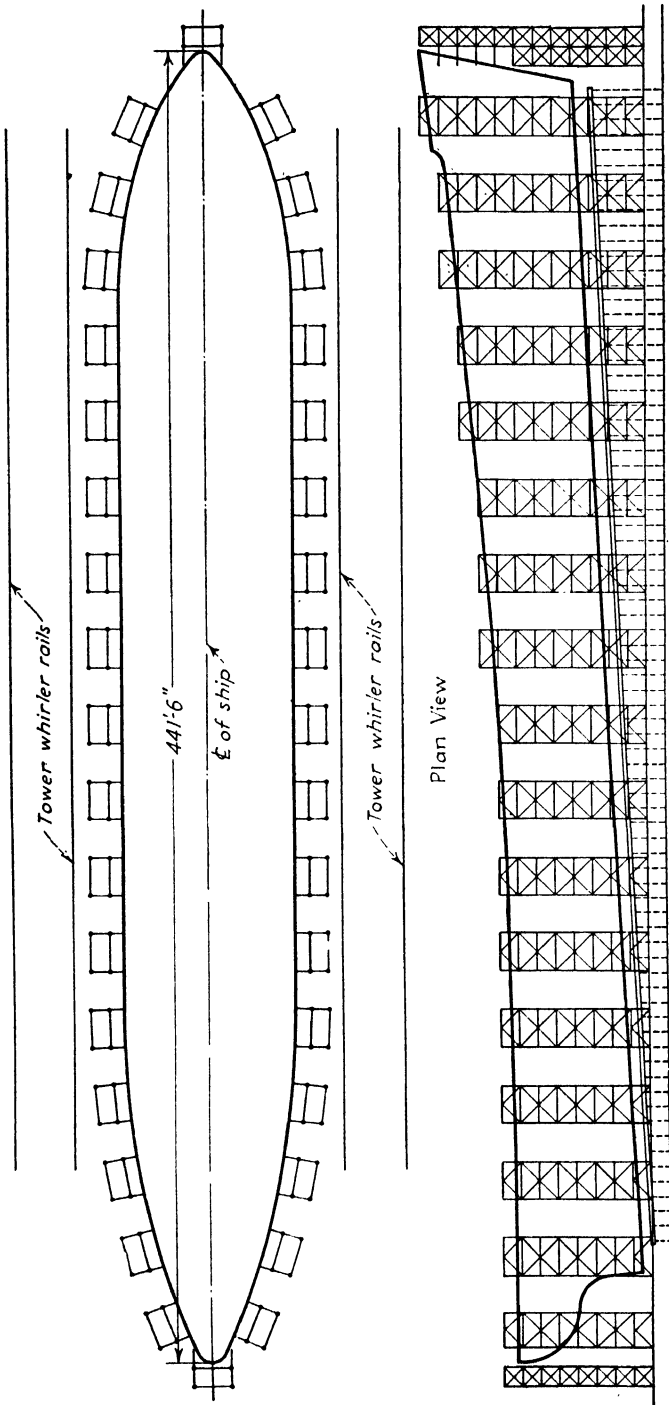 Tower whirler rails
441'-6"
℄ of ship
Tower whirler rails
Plan View